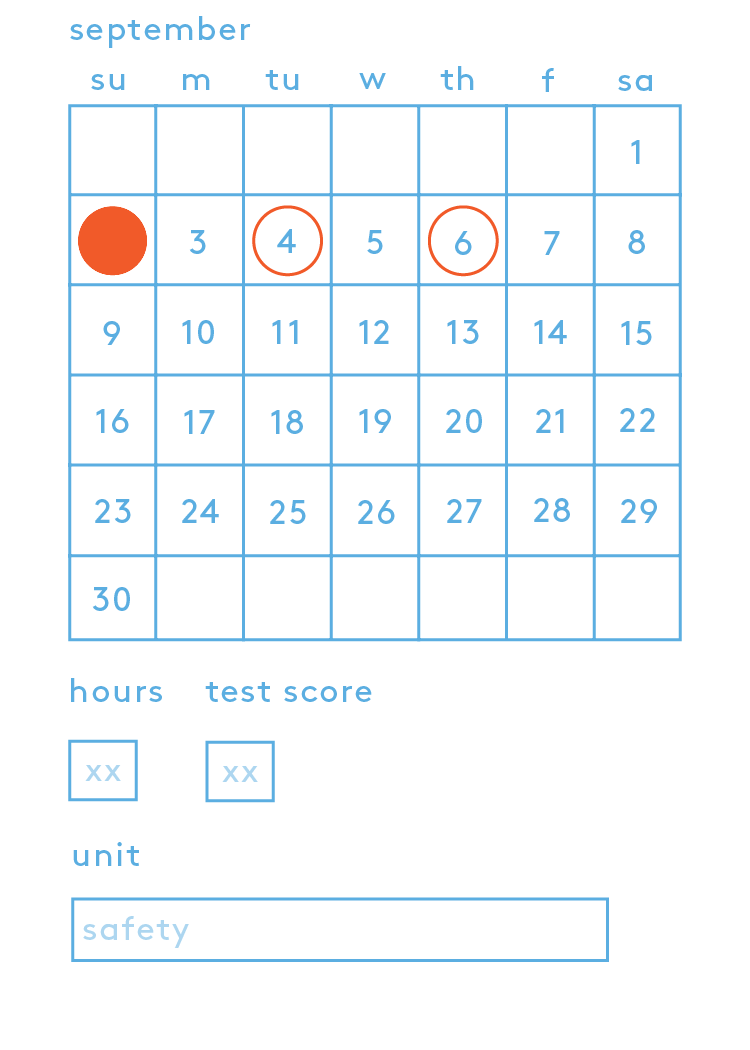 september
su m tu w th f sa
1
3 4 5 6 7 8
9 10 11 12 13 14 15
16 17 18 19 20 21 22
23 24 25 26 27 28 29
30
hours test score
xx xx
unit
safety